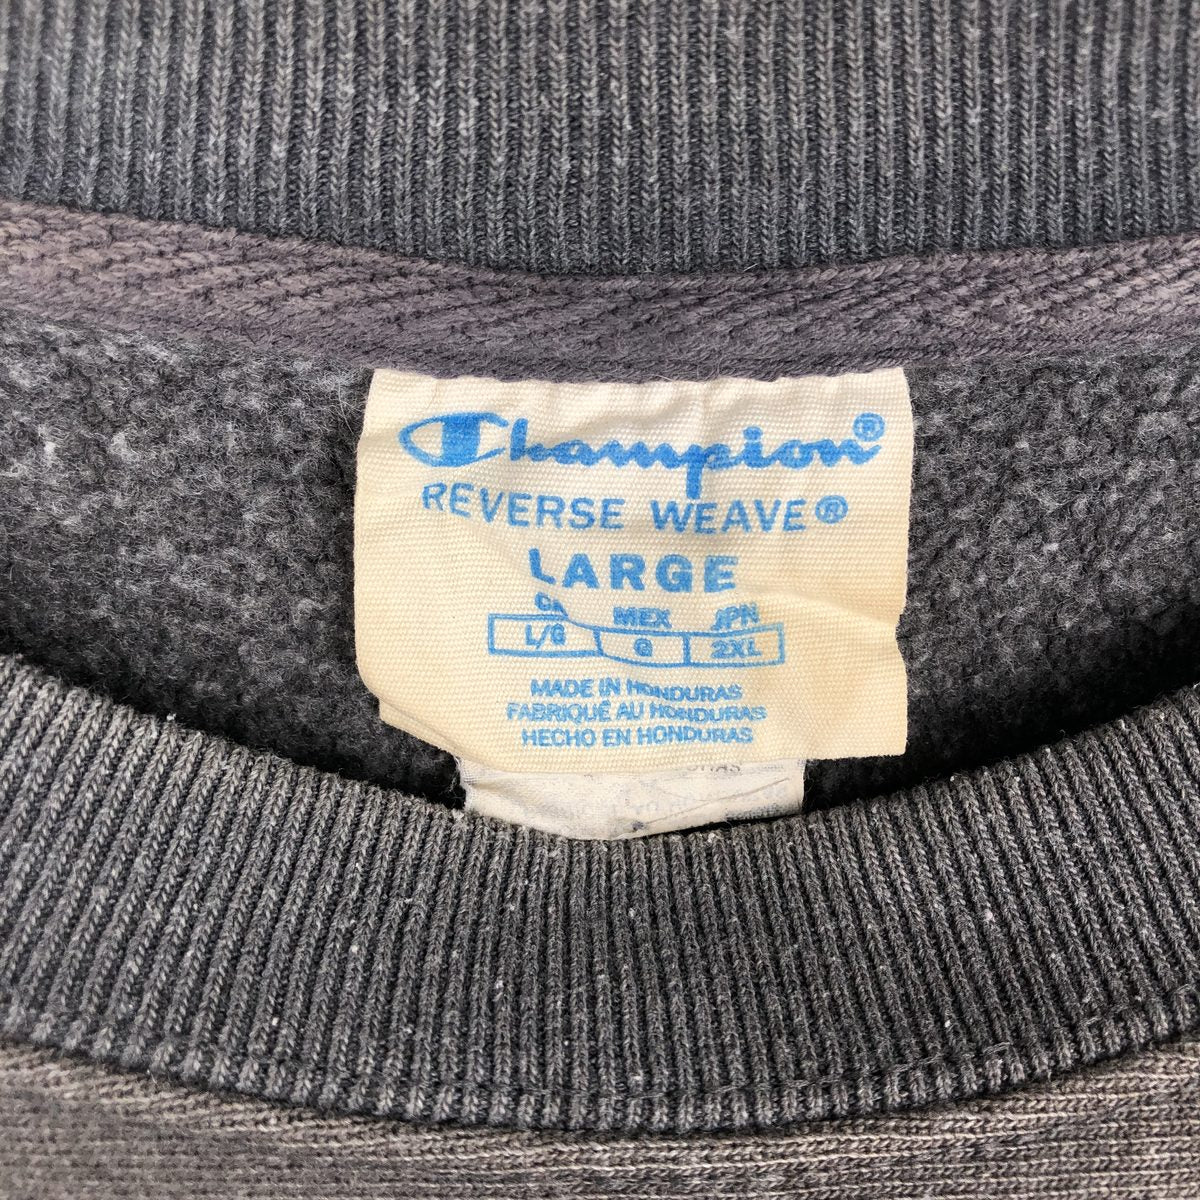 Champion®
REVERSE WEAVE®
LARGE
MEX JPN
L/G G 2XL
MADE IN HONDURAS
FABRIQUÉ AU HONDURAS
HECHO EN HONDURAS